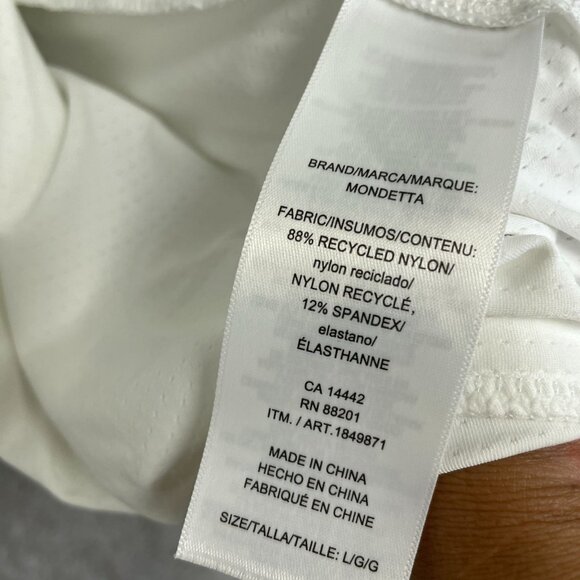 BRAND/MARCA/MARQUE:
MONDETTA
FABRIC/INSUMOS/CONTENU:
88% RECYCLED NYLON/
nylon reciclado/
NYLON RECYCLÉ,
12% SPANDEX/
elastano/
ÉLASTHANNE
CA 14442
RN 88201
ITM. / ART.1849871
MADE IN CHINA
HECHO EN CHINA
FABRIQUÉ EN CHINE
SIZE/TALLA/TAILLE: L/G/G